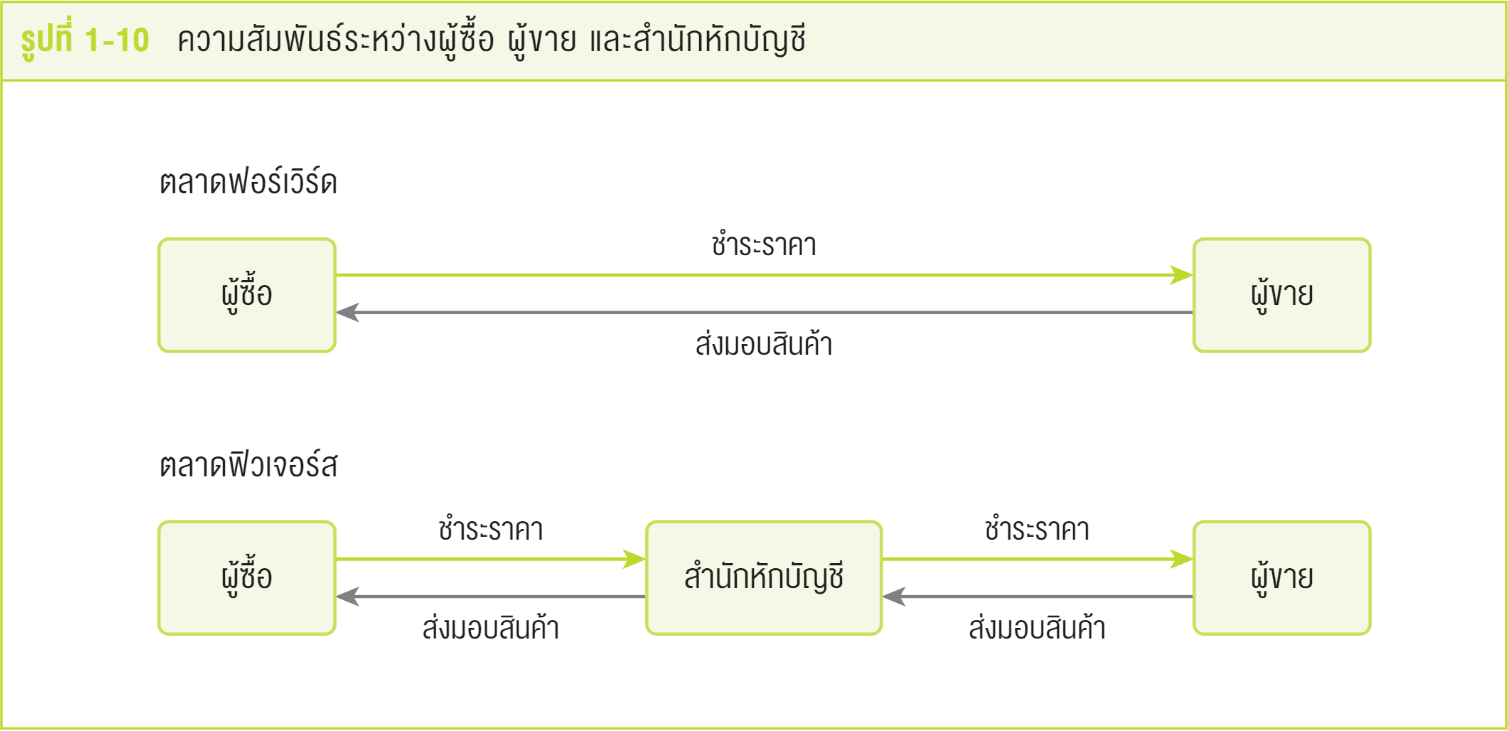 รูปที่ 1-10 ความสัมพันธ์ระหว่างผู้ซื้อ ผู้ขาย และสำนักหักบัญชี
ตลาดฟอร์เวิร์ด
ชำระราคา
ผู้ซื้อ
ผู้ขาย
ส่งมอบสินค้า
ตลาดฟิวเจอร์ส
ชำระราคา
ชำระราคา
ผู้ซื้อ
สำนักหักบัญชี
ผู้ขาย
ส่งมอบสินค้า
ส่งมอบสินค้า